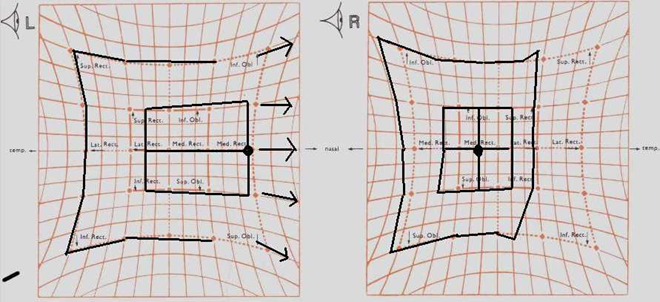 L
R
Sup. Rect. Inf. Obl.
Inf. Obl. Sup. Rect.
Sup. Rect. Inf. Obl.
Inf. Obl. Sup. Rect.
temp. Lat. Rect. Lat. Rect. Med. Rect. Med. Rect.
nasal Med. Rect. Med. Rect. Lat. Rect. Lat. Rect. temp.
Inf. Rect. Sup. Obl.
Sup. Obl. Inf. Rect.
Inf. Rect. Sup. Obl.
Sup. Obl. Inf. Rect.